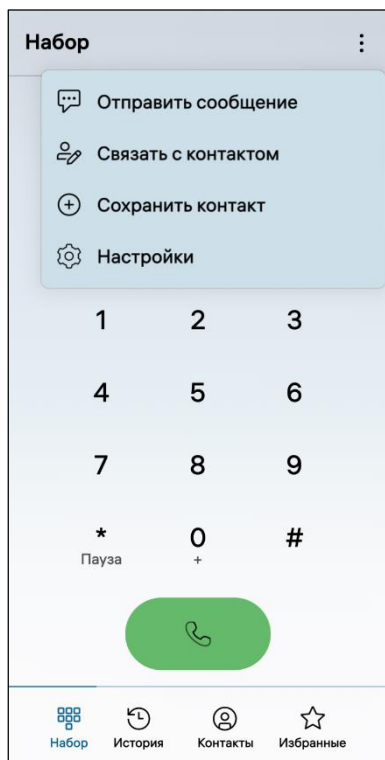 Набор
Отправить сообщение
Связать с контактом
Сохранить контакт
Настройки
1 2 3
4 5 6
7 8 9
* 0 #
Пауза +
Набор История Контакты Избранные